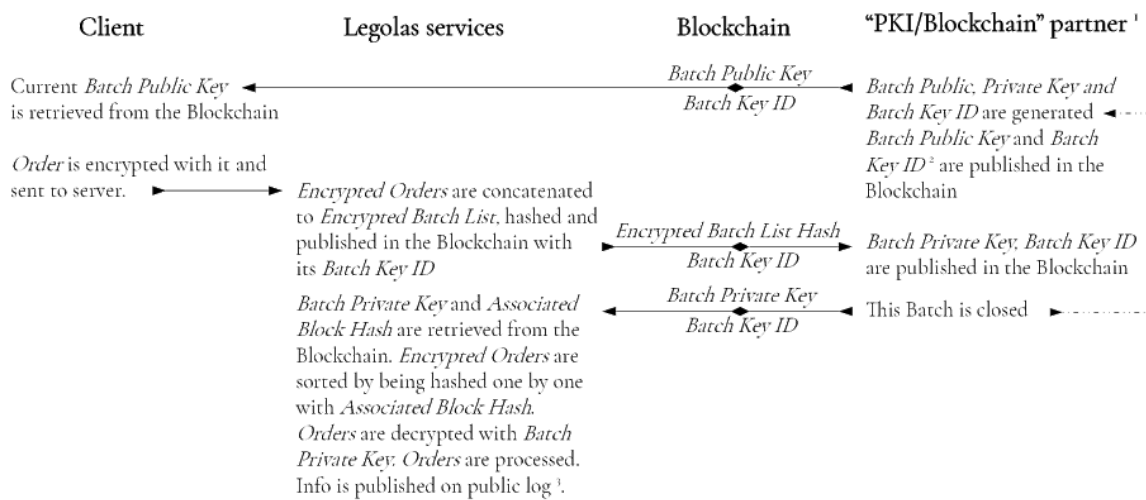 Client
Legolas services
Blockchain
“PKI/Blockchain” partner ¹
Current Batch Public Key
is retrieved from the Blockchain
Batch Public Key
Batch Key ID
Batch Public, Private Key and
Batch Key ID are generated
Batch Public Key and Batch
Key ID ² are published in the
Blockchain
Order is encrypted with it and
sent to server.
Encrypted Orders are concatenated
to Encrypted Batch List, hashed and
published in the Blockchain with
its Batch Key ID
Encrypted Batch List Hash
Batch Key ID
Batch Private Key, Batch Key ID
are published in the Blockchain
Batch Private Key and Associated
Block Hash are retrieved from the
Blockchain. Encrypted Orders are
sorted by being hashed one by one
with Associated Block Hash.
Orders are decrypted with Batch
Private Key. Orders are processed.
Info is published on public log ³.
Batch Private Key
Batch Key ID
This Batch is closed